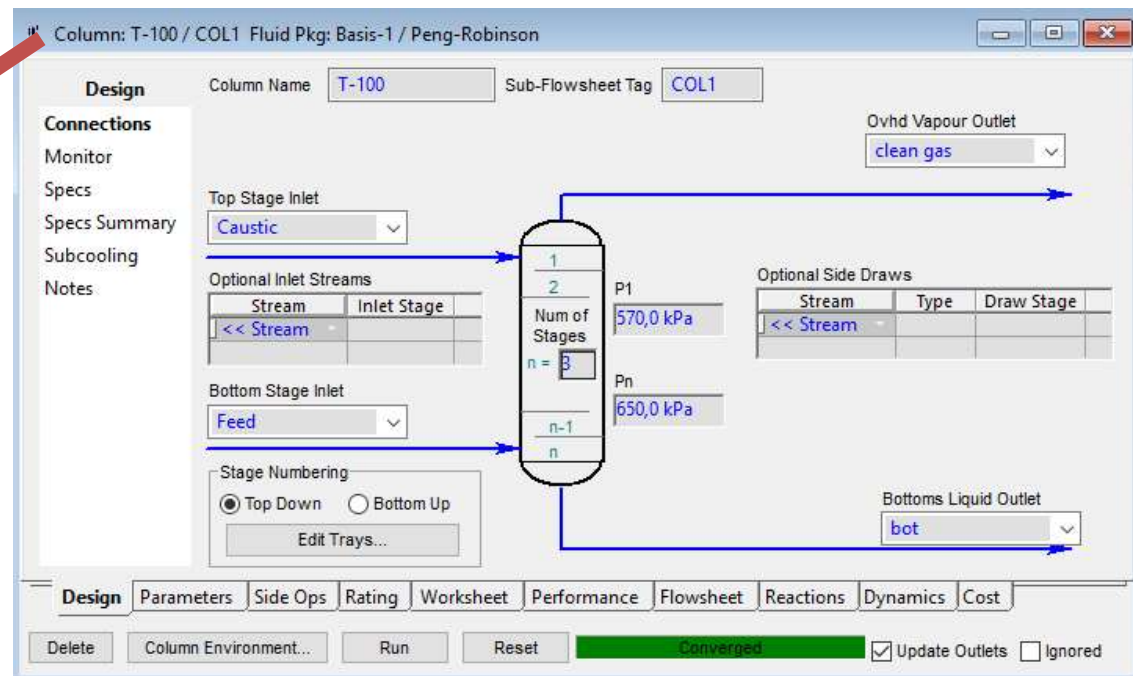 Column: T-100 / COL1 Fluid Pkg: Basis-1 / Peng-Robinson
Design
Connections
Monitor
Specs
Specs Summary
Subcooling
Notes
Column Name T-100 Sub-Flowsheet Tag COL1
Ovhd Vapour Outlet
clean gas
Top Stage Inlet
Caustic
Optional Inlet Streams
Stream Inlet Stage
<< Stream
Bottom Stage Inlet
Feed
Stage Numbering
Top Down Bottom Up
Edit Trays...
1
2
Num of
Stages
n = 3
n-1
n
P1
570,0 kPa
Pn
650,0 kPa
Optional Side Draws
Stream Type Draw Stage
<< Stream
Bottoms Liquid Outlet
bot
Design Parameters Side Ops Rating Worksheet Performance Flowsheet Reactions Dynamics Cost
Delete Column Environment... Run Reset Converged Update Outlets Ignored